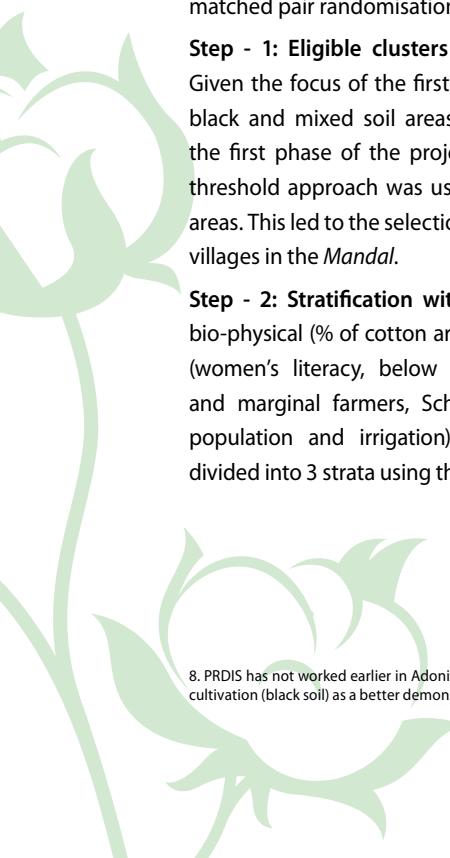 matched pair randomisation
Step - 1: Eligible clusters
Given the focus of the first
black and mixed soil areas
the first phase of the proj
threshold approach was us
areas. This led to the selecti
villages in the Mandal.
Step - 2: Stratification wit
bio-physical (% of cotton ar
(women's literacy, below
and marginal farmers, Sch
population and irrigation)
divided into 3 strata using th
8. PRDIS has not worked earlier in Adoni
cultivation (black soil) as a better demon